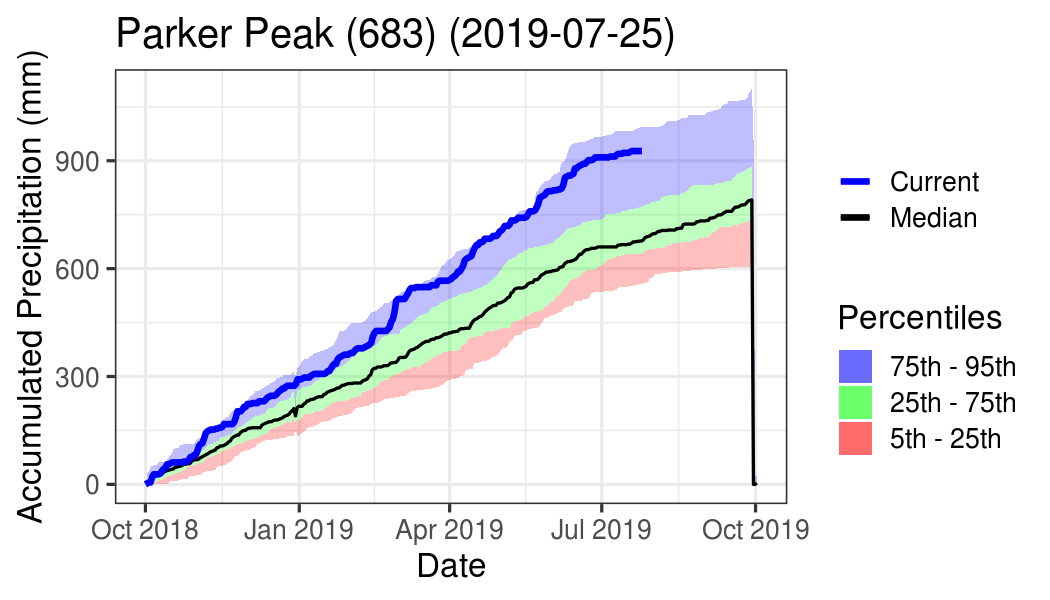 Parker Peak (683) (2019-07-25)
Accumulated Precipitation (mm)
900
600
300
0
Oct 2018
Jan 2019
Apr 2019
Jul 2019
Oct 2019
Date
Current
Median
Percentiles
75th - 95th
25th - 75th
5th - 25th